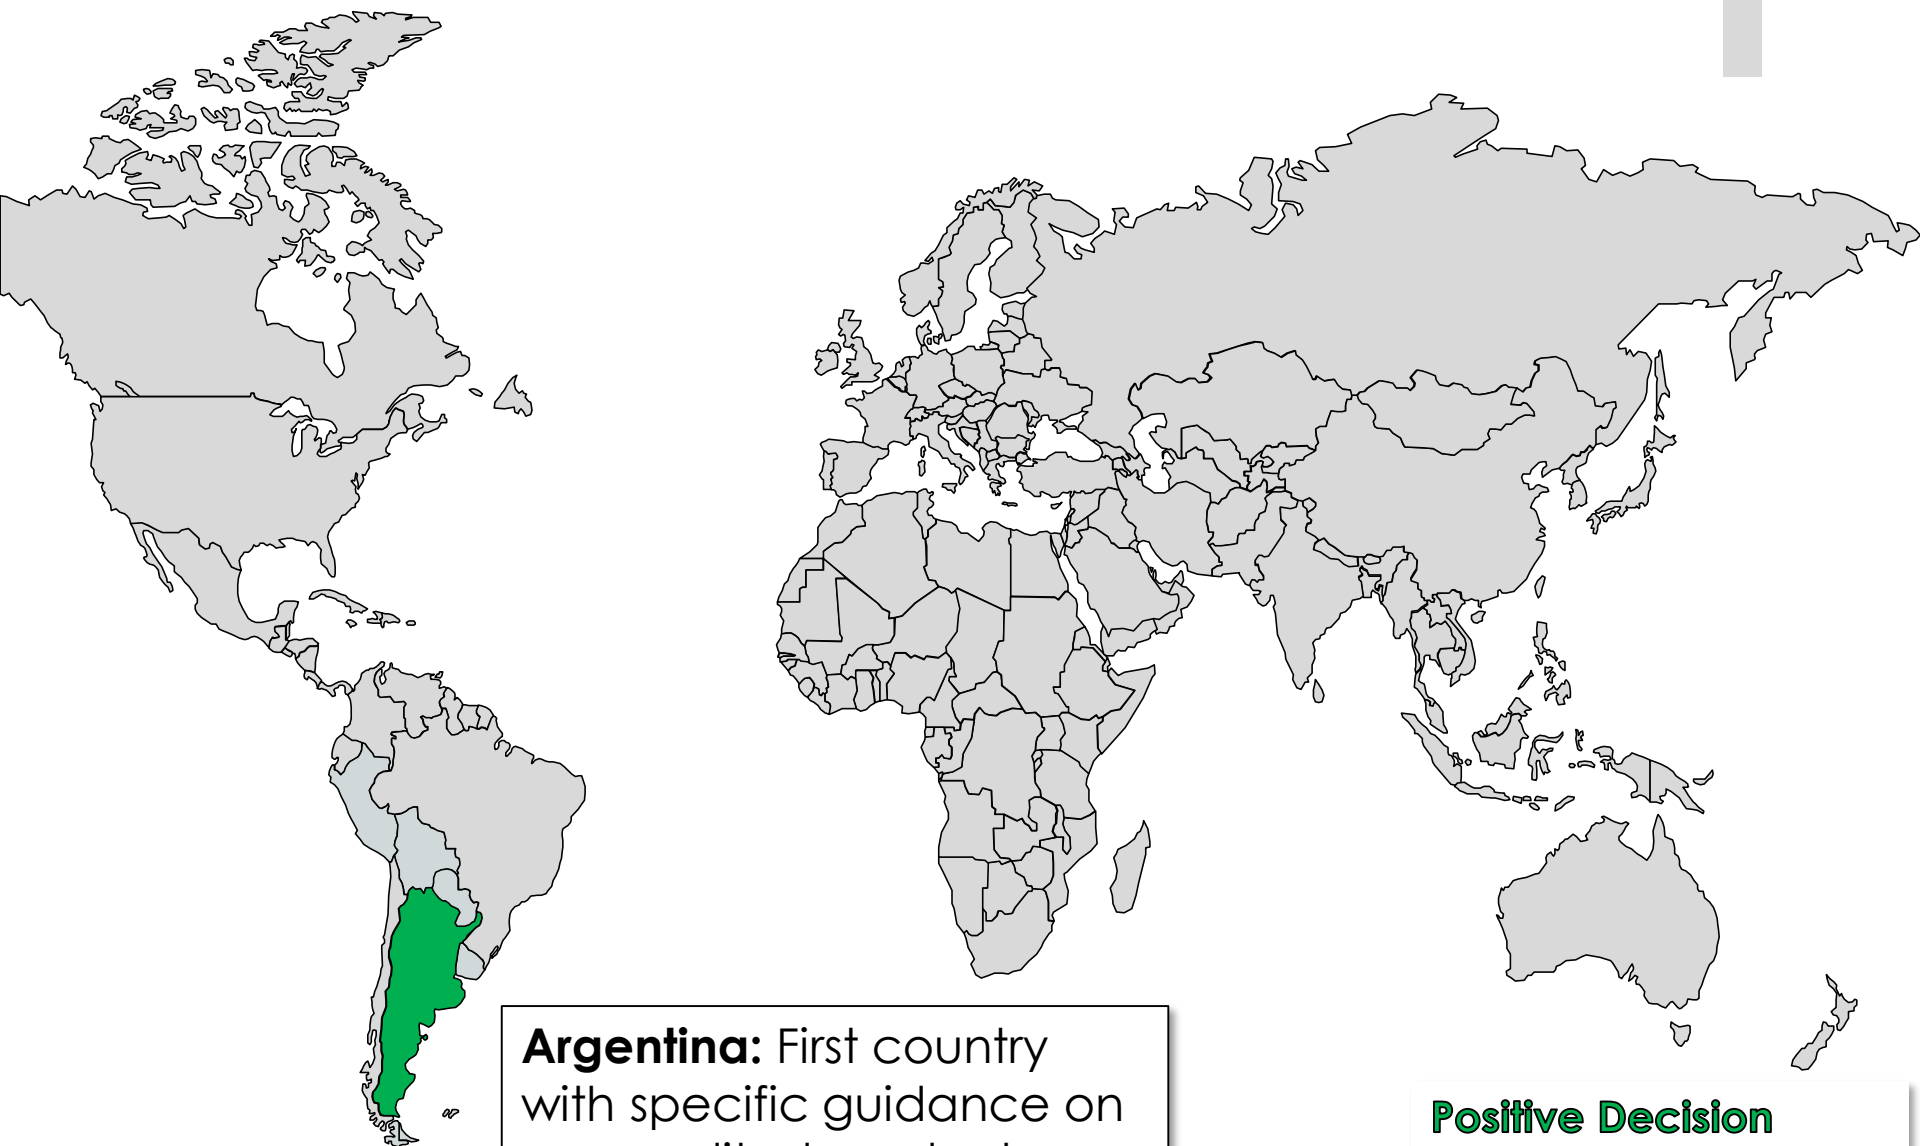 Argentina: First country
with specific guidance on
Positive Decision